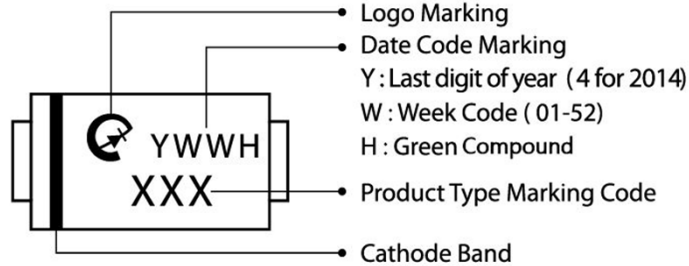 Logo Marking
Date Code Marking
Y : Last digit of year ( 4 for 2014)
W : Week Code ( 01-52)
H : Green Compound
YWWH
XXX
Product Type Marking Code
Cathode Band